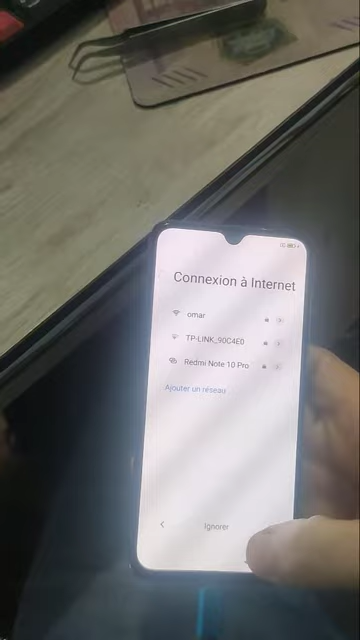 Connexion à Internet
omar
TP-LINK_90C4E0
Redmi Note 10 Pro
Ajouter un réseau
Ignorer